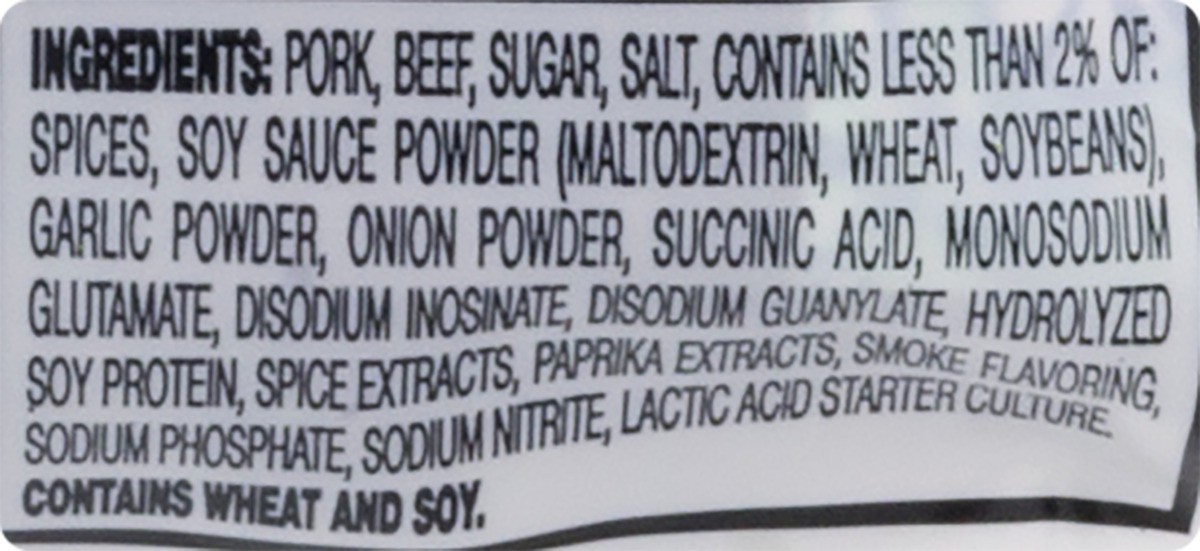 INGREDIENTS: PORK, BEEF, SUGAR, SALT, CONTAINS LESS THAN 2% OF:
SPICES, SOY SAUCE POWDER (MALTODEXTRIN, WHEAT, SOYBEANS),
GARLIC POWDER, ONION POWDER, SUCCINIC ACID, MONOSODIUM
GLUTAMATE, DISODIUM INOSINATE, DISODIUM GUANYLATE, HYDROLYZED
SOY PROTEIN, SPICE EXTRACTS, PAPRIKA EXTRACTS, SMOKE FLAVORING,
SODIUM PHOSPHATE, SODIUM NITRITE, LACTIC ACID STARTER CULTURE.
CONTAINS WHEAT AND SOY.